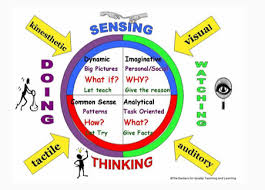 SENSING
kinesthetic
visual
Dynamic
Imaginative
Big Pictures
Personal/Social
What if?
WHY?
Let teach
Give the reason
DOING
WATCHING
Common Sense
Analytical
Patterns
Task Oriented
How?
What?
Let Try
Give Facts
tactile
THINKING
auditory